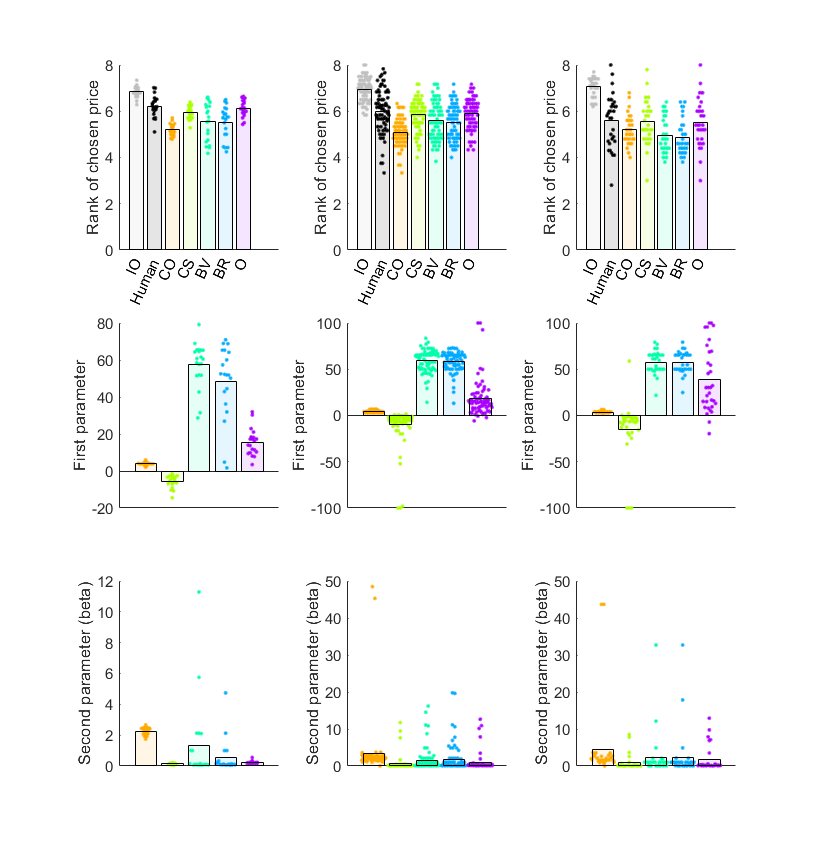 8 8 8
6 6 6
4 4 4
2 2 2
0 0 0
Rank of chosen price Rank of chosen price Rank of chosen price
IO Human CO CS BV BR O IO Human CO CS BV BR O IO Human CO CS BV BR O
80 100 100
60 50 50
40 0 0
20 -50 -50
0 -100 -100
-20
First parameter First parameter First parameter
12 50 50
10 40 40
8 30 30
6 20 20
4 10 10
2 0 0
0
Second parameter (beta) Second parameter (beta) Second parameter (beta)